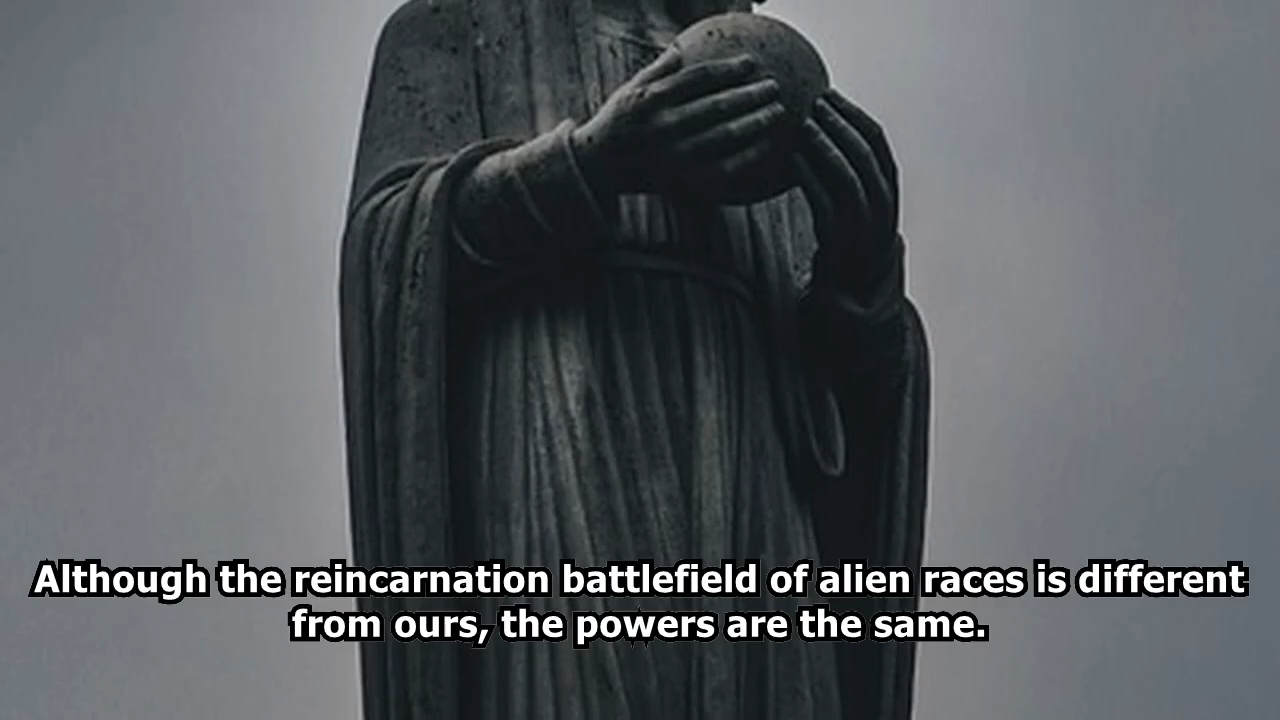 Although the reincarnation battlefield of alien races is different
from ours, the powers are the same.